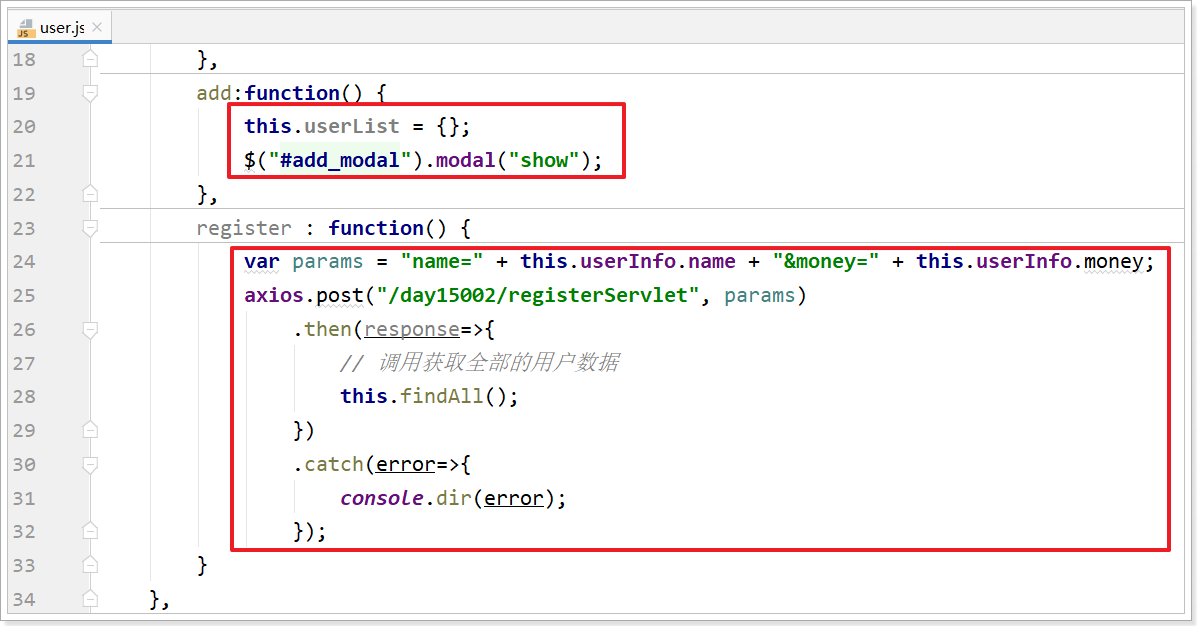 user.js
18 },
19 add:function() {
20 this.userList = {};
21 $("#add_modal").modal("show");
22 },
23 register : function() {
24 var params = "name=" + this.userInfo.name + "&money=" + this.userInfo.money;
25 axios.post("/day15002/registerServlet", params)
26 .then(response=>{
27 // 调用获取全部的用户数据
28 this.findAll();
29 })
30 .catch(error=>{
31 console.dir(error);
32 });
33 }
34 },